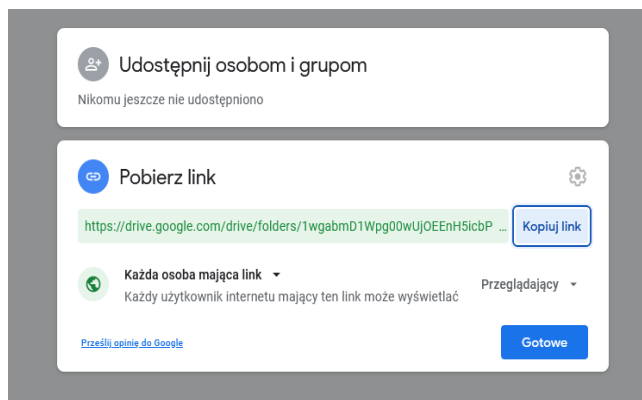 Udostępnij osobom i grupom
Nikomu jeszcze nie udostępniono
Pobierz link
https://drive.google.com/drive/folders/1wgabmD1Wpg00wUjOEEnH5icbP ...
Kopiuj link
Każda osoba mająca link
Każdy użytkownik internetu mający ten link może wyświetlać
Przeglądający
Prześlij opinię do Google
Gotowe